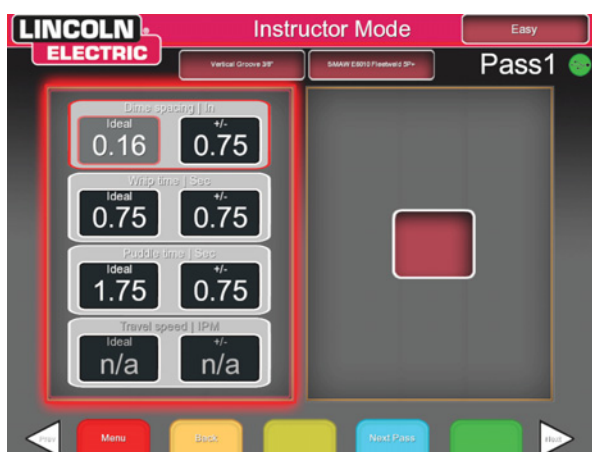 LINCOLN®
ELECTRIC
Instructor Mode
Easy
Vertical Groove 3/8"
SMAW E6010 Fleetweld 5P+
Pass1
Dime spacing | In
Ideal
+/-
0.16
0.75
Whip time | Sec
Ideal
+/-
0.75
0.75
Puddle time | Sec
Ideal
+/-
1.75
0.75
Travel speed | IPM
Ideal
+/-
n/a
n/a
Prev
Menu
Back
Next Pass
Next